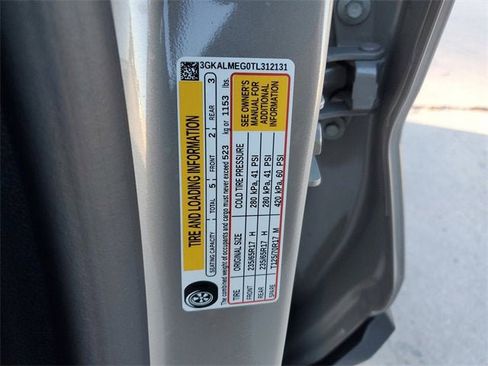 3GKALMEG0TL312131
TIRE AND LOADING INFORMATION
SEATING CAPACITY TOTAL 5 FRONT 2 REAR 3
The combined weight of occupants and cargo must never exceed 523 kg or 1153 lbs.
TIRE ORIGINAL SIZE COLD TIRE PRESSURE
FRONT 235/65R17 H 280 kPa, 41 PSI
REAR 235/65R17 H 280 kPa, 41 PSI
SPARE T125/70R17 M 420 kPa, 60 PSI
SEE OWNER'S
MANUAL FOR
ADDITIONAL
INFORMATION